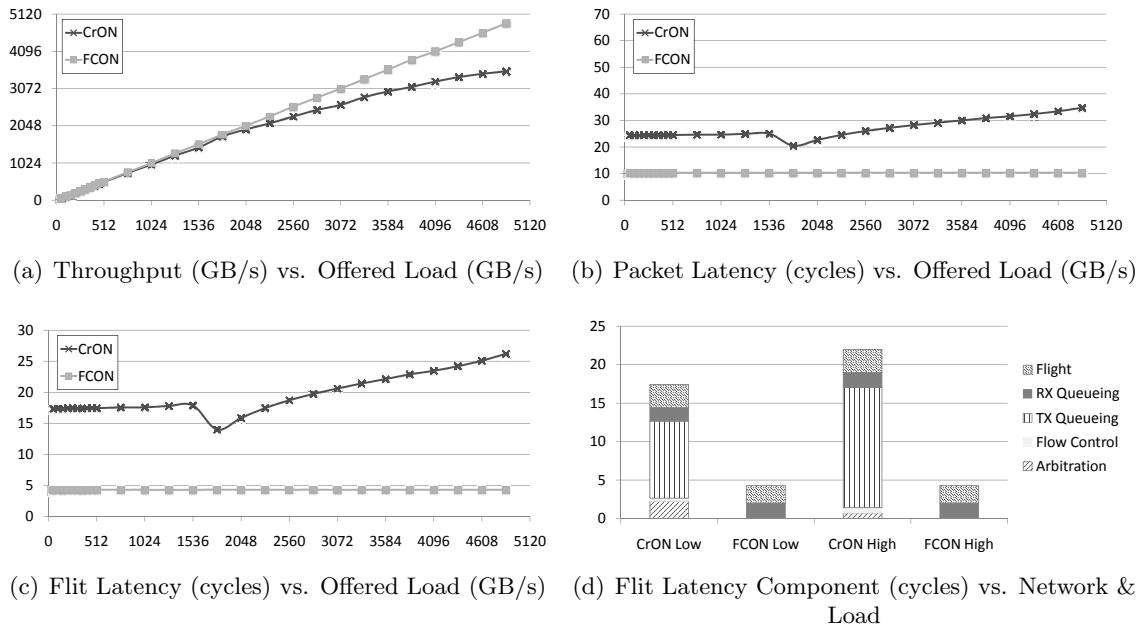 5120
4096
3072
2048
1024
0
CrON
FCON
0 512 1024 1536 2048 2560 3072 3584 4096 4608 5120
(a) Throughput (GB/s) vs. Offered Load (GB/s)
70
60
50
40
30
20
10
0
CrON
FCON
0 512 1024 1536 2048 2560 3072 3584 4096 4608 5120
(b) Packet Latency (cycles) vs. Offered Load (GB/s)
30
25
20
15
10
5
0
CrON
FCON
0 512 1024 1536 2048 2560 3072 3584 4096 4608 5120
(c) Flit Latency (cycles) vs. Offered Load (GB/s)
25
20
15
10
5
0
CrON Low FCON Low CrON High FCON High
Flight
RX Queueing
TX Queueing
Flow Control
Arbitration
(d) Flit Latency Component (cycles) vs. Network &
Load